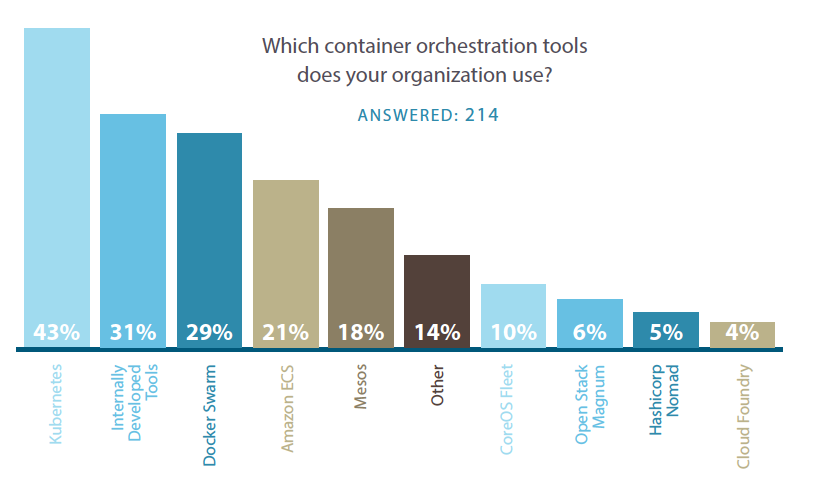 Which container orchestration tools
does your organization use?
ANSWERED: 214
43%
31%
29%
21%
18%
14%
10%
6%
5%
4%
Kubernetes
Internally
Developed
Tools
Docker Swarm
Amazon ECS
Mesos
Other
CoreOS Fleet
Open Stack
Magnum
Hashicorp
Nomad
Cloud Foundry